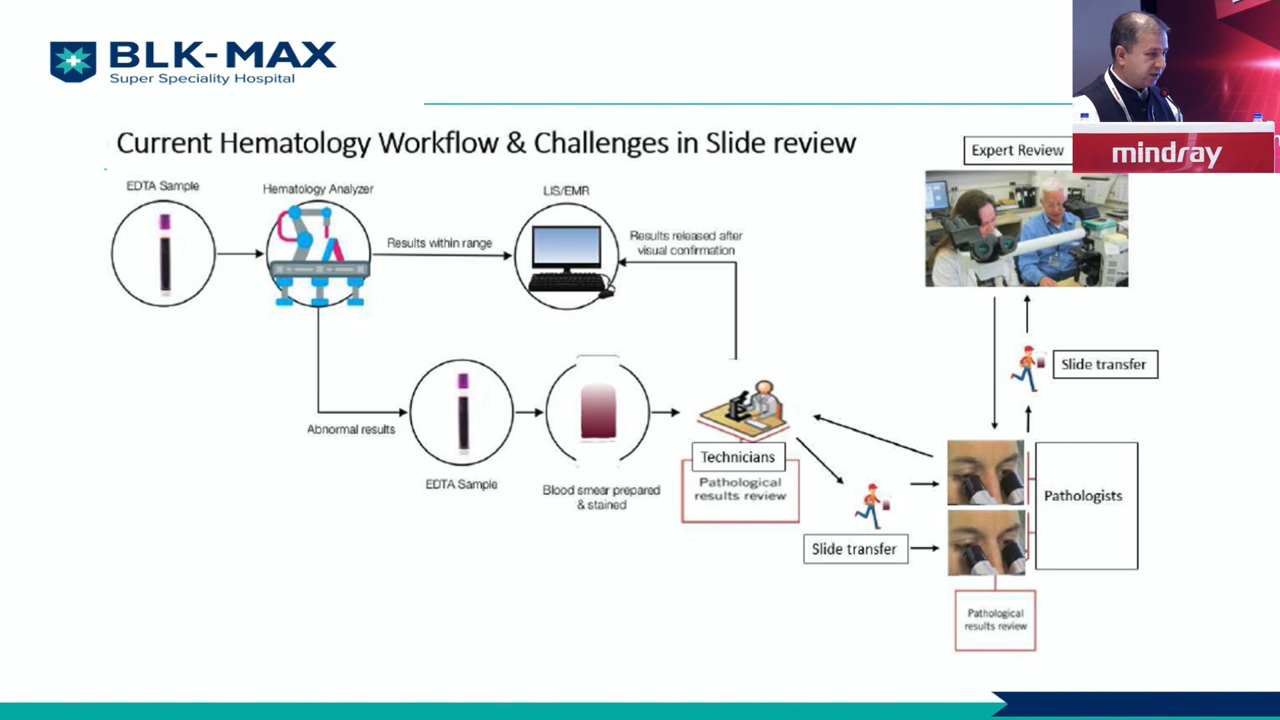 BLK-MAX
Super Speciality Hospital
mindray
Current Hematology Workflow & Challenges in Slide review
Expert Review
EDTA Sample
Hematology Analyzer
LIS/EMR
Results within range
Results released after
visual confirmation
Slide transfer
Abnormal results
EDTA Sample
Blood smear prepared
& stained
Technicians
Pathological
results review
Slide transfer
Pathologists
Pathological
results review